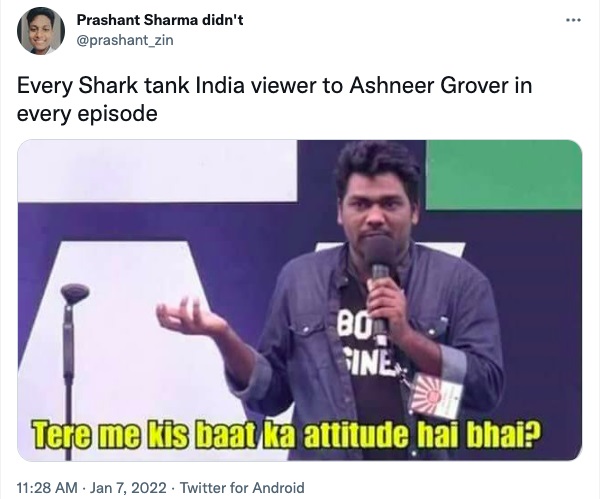 Prashant Sharma didn't
@prashant_zin
Every Shark tank India viewer to Ashneer Grover in
every episode
BO
SINE
Tere me kis baat ka attitude hai bhai?
11:28 AM · Jan 7, 2022 · Twitter for Android